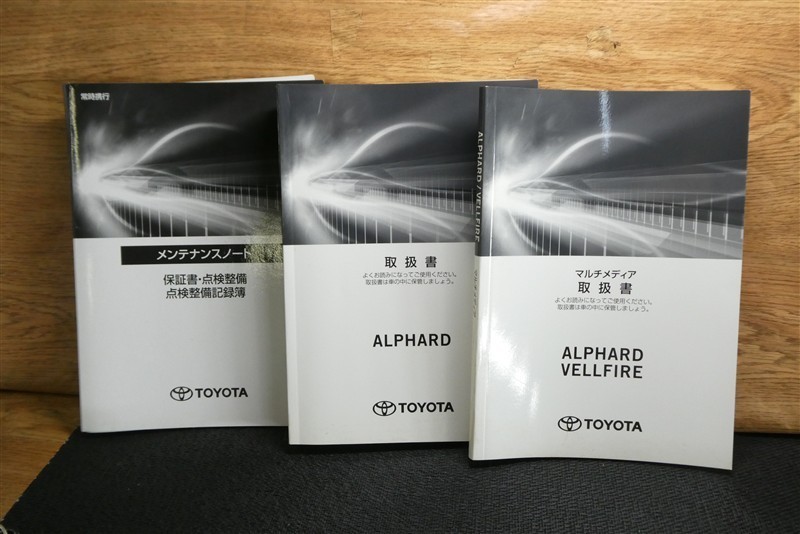 常時携行
メンテナンスノート
保証書・点検整備
点検整備記録簿
TOYOTA
取扱書
よくお読みになってご使用ください。
取扱書は車の中に保管しましょう。
ALPHARD
TOYOTA
ALPHARD/VELLFIRE
マルチメディア
取扱書
よくお読みになってご使用ください。
取扱書は車の中に保管しましょう。
ALPHARD
VELLFIRE
TOYOTA